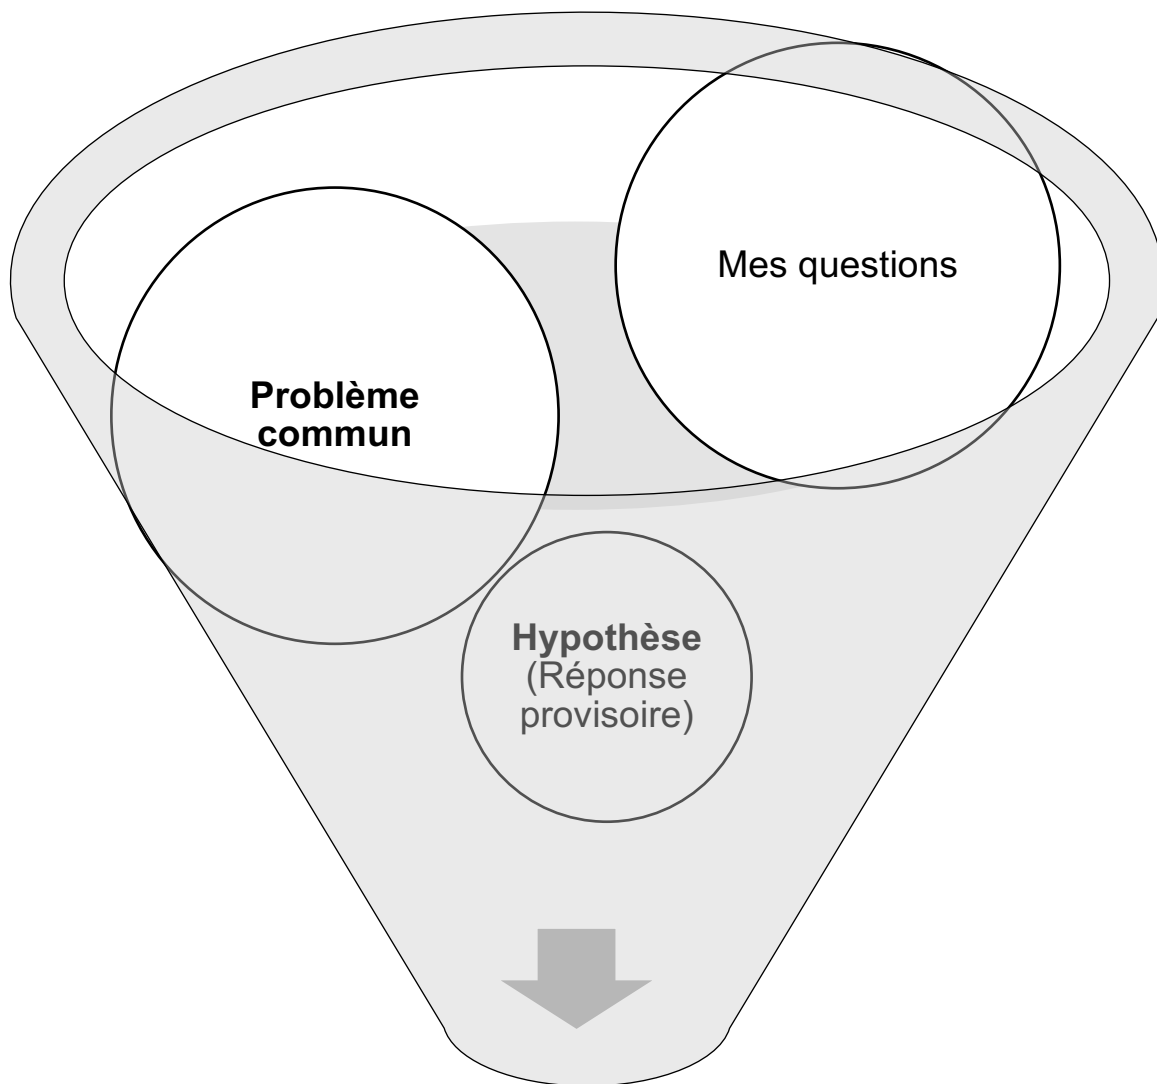 Mes questions
Problème
commun
Hypothèse
(Réponse
provisoire)